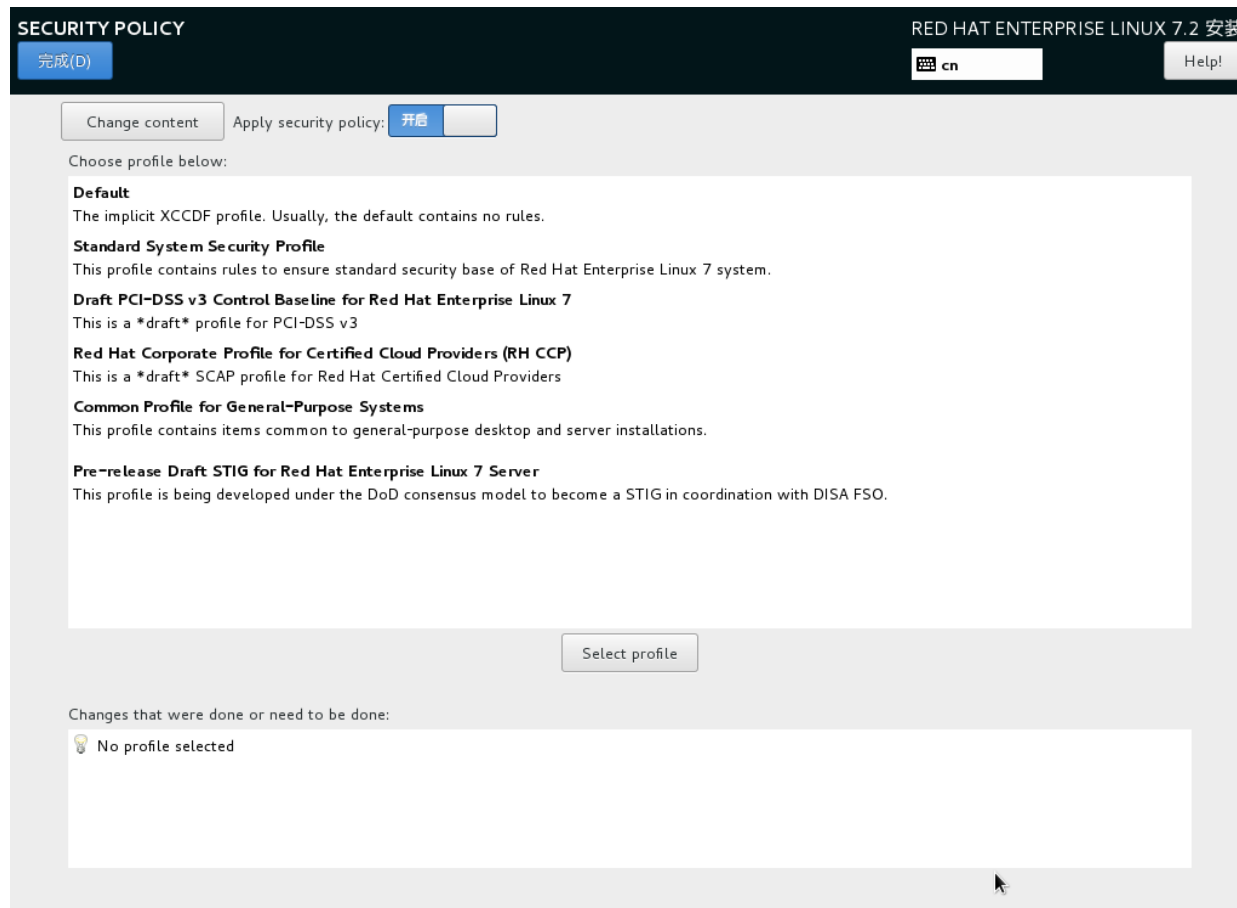 SECURITY POLICY
RED HAT ENTERPRISE LINUX 7.2 安装
完成(D)
cn
Help!
Change content
Apply security policy:
开启
Choose profile below:
Default
The implicit XCCDF profile. Usually, the default contains no rules.
Standard System Security Profile
This profile contains rules to ensure standard security base of Red Hat Enterprise Linux 7 system.
Draft PCI-DSS v3 Control Baseline for Red Hat Enterprise Linux 7
This is a *draft* profile for PCI-DSS v3
Red Hat Corporate Profile for Certified Cloud Providers (RH CCP)
This is a *draft* SCAP profile for Red Hat Certified Cloud Providers
Common Profile for General-Purpose Systems
This profile contains items common to general-purpose desktop and server installations.
Pre-release Draft STIG for Red Hat Enterprise Linux 7 Server
This profile is being developed under the DoD consensus model to become a STIG in coordination with DISA FSO.
Select profile
Changes that were done or need to be done:
No profile selected